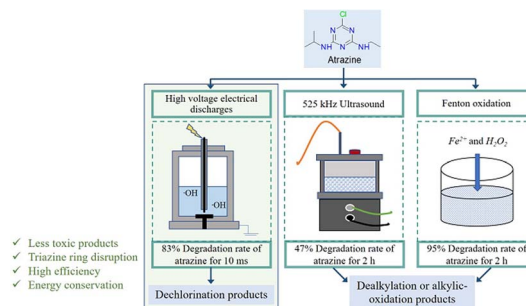 Cl
N
N
HN
N
NH
Atrazine
High voltage electrical
discharges
525 kHz Ultrasound
Fenton oxidation
Fe²⁺ and H₂O₂
·OH
·OH
83% Degradation rate of
atrazine for 10 ms
47% Degradation rate of
atrazine for 2 h
95% Degradation rate of
atrazine for 2 h
✓ Less toxic products
✓ Triazine ring disruption
✓ High efficiency
✓ Energy conservation
Dechlorination products
Dealkylation or alkylic-
oxidation products